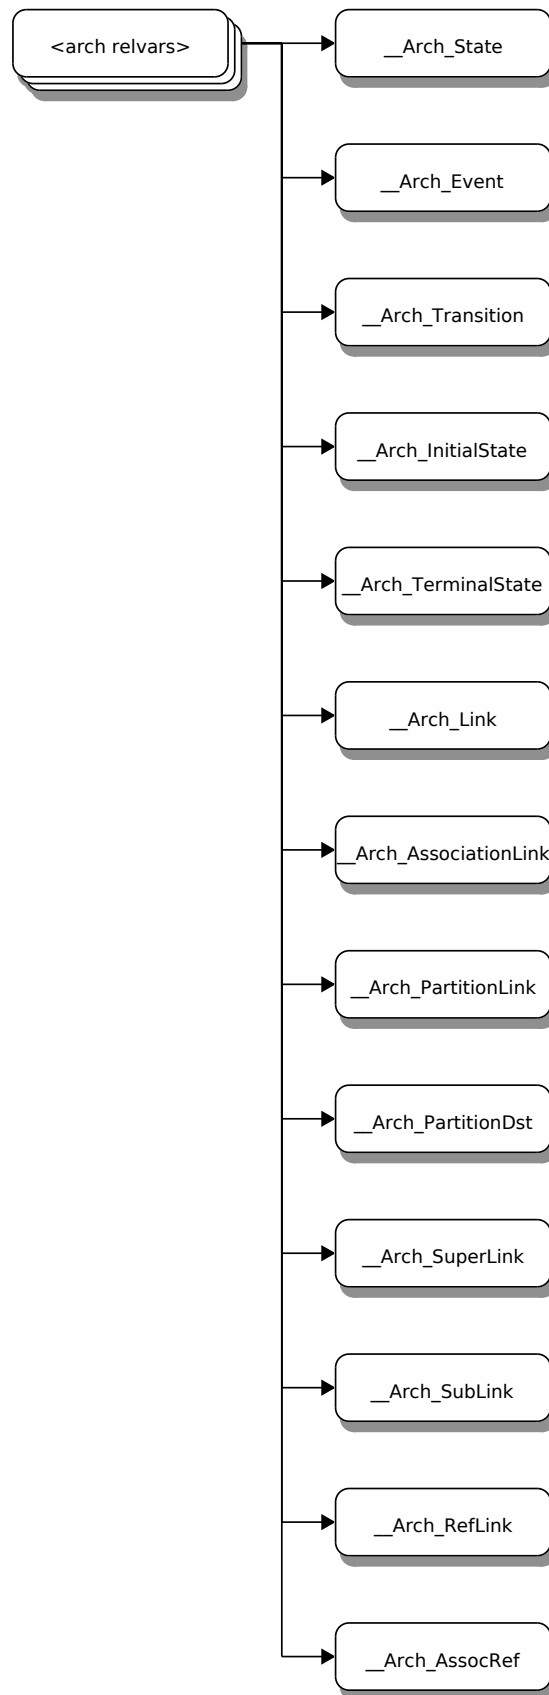 <arch relvars>
__Arch_State
__Arch_Event
__Arch_Transition
__Arch_InitialState
__Arch_TerminalState
__Arch_Link
__Arch_AssociationLink
__Arch_PartitionLink
__Arch_PartitionDst
__Arch_SuperLink
__Arch_SubLink
__Arch_RefLink
__Arch_AssocRef